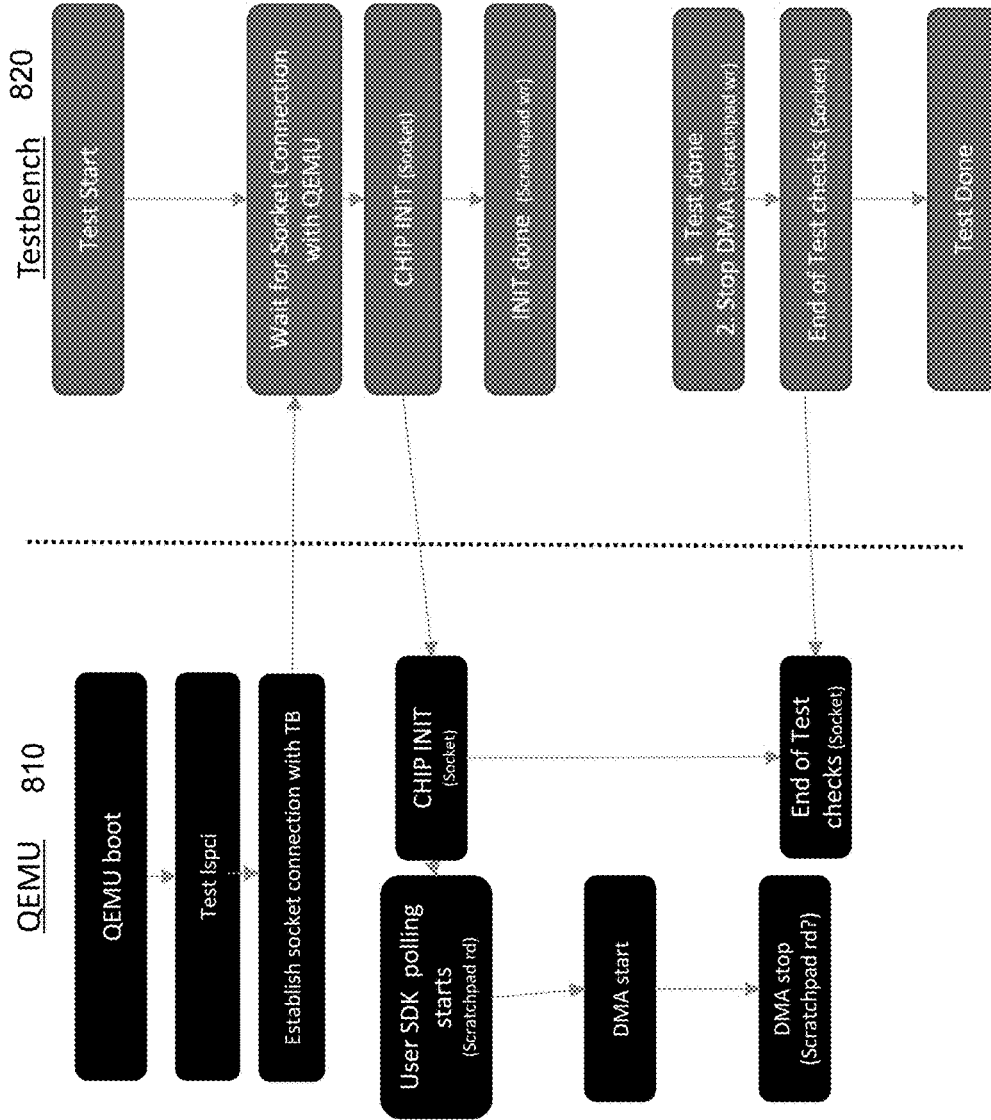 QEMU 810
QEMU boot
Test lspci
Establish socket connection with TB
CHIP INIT
(Socket)
User SDK polling
starts
(Scratchpad rd)
DMA start
DMA stop
(Scratchpad rd?)
End of Test
checks (Socket)
Testbench 820
Test Start
Wait for Socket Connection
with QEMU
CHIP INIT (Socket)
INIT done (Scratchpad wr)
1. Test done
2. Stop DMA (Scratchpad wr)
End of Test checks (Socket)
Test Done